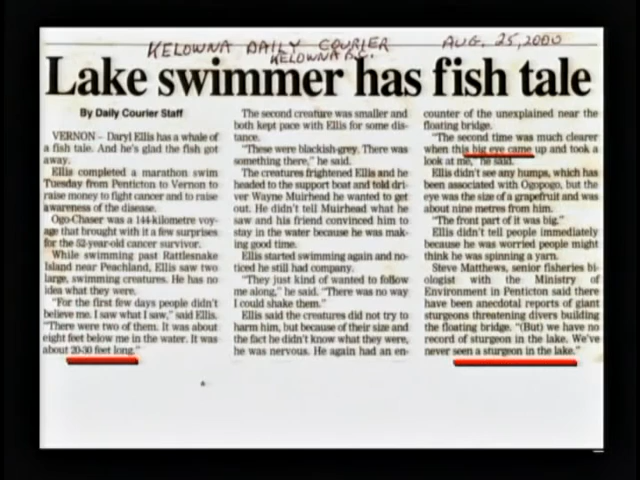 KELOWNA DAILY COURIER AUG. 25, 2000
KELOWNA B.C.
Lake swimmer has fish tale
By Daily Courier Staff
VERNON – Daryl Ellis has a whale of
a fish tale. And he's glad the fish got
away.
Ellis completed a marathon swim
Tuesday from Penticton to Vernon to
raise money to fight cancer and to raise
awareness of the disease.
Ogo-Chaser was a 144-kilometre voy-
age that brought with it a few surprises
for the 52-year-old cancer survivor.
While swimming past Rattlesnake
Island near Peachland, Ellis saw two
large, swimming creatures. He has no
idea what they were.
"For the first few days people didn't
believe me. I saw what I saw," said Ellis.
"There were two of them. It was about
eight feet below me in the water. It was
about 20-30 feet long."
The second creature was smaller and
both kept pace with Ellis for some dis-
tance.
"These were blackish-grey. There was
something there," he said.
The creatures frightened Ellis and he
headed to the support boat and told dri-
ver Wayne Muirhead he wanted to get
out. He didn't tell Muirhead what he
saw and his friend convinced him to
stay in the water because he was mak-
ing good time.
Ellis started swimming again and no-
ticed he still had company.
"They just kind of wanted to follow
me along," he said. "There was no way
I could shake them."
Ellis said the creatures did not try to
harm him, but because of their size and
the fact he didn't know what they were,
he was nervous. He again had an en-
counter of the unexplained near the
floating bridge.
"The second time was much clearer
when this big eye came up and took a
look at me," he said.
Ellis didn't see any humps, which has
been associated with Ogopogo, but the
eye was the size of a grapefruit and was
about nine metres from him.
"The front part of it was big."
Ellis didn't tell people immediately
because he was worried people might
think he was spinning a yarn.
Steve Matthews, senior fisheries bi-
ologist with the Ministry of
Environment in Penticton said there
have been anecdotal reports of giant
sturgeons threatening divers building
the floating bridge. "(But) we have no
record of sturgeon in the lake. We've
never seen a sturgeon in the lake."